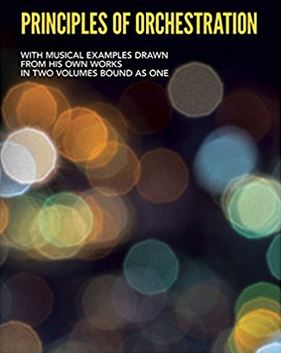 PRINCIPLES OF ORCHESTRATION
WITH MUSICAL EXAMPLES DRAWN
FROM HIS OWN WORKS
IN TWO VOLUMES BOUND AS ONE